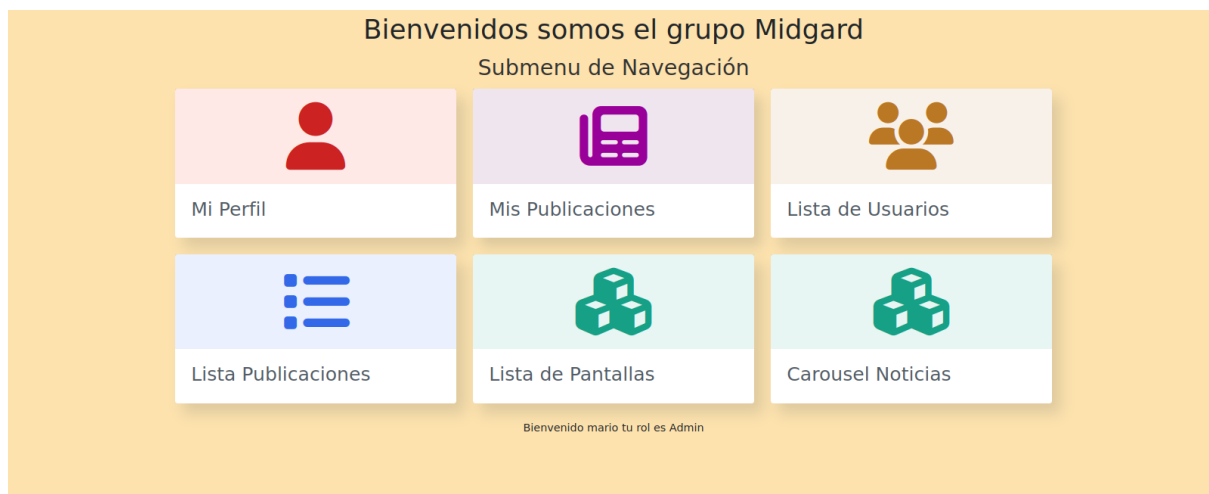 Bienvenidos somos el grupo Midgard
Submenu de Navegación
Mi Perfil
Mis Publicaciones
Lista de Usuarios
Lista Publicaciones
Lista de Pantallas
Carousel Noticias
Bienvenido mario tu rol es Admin